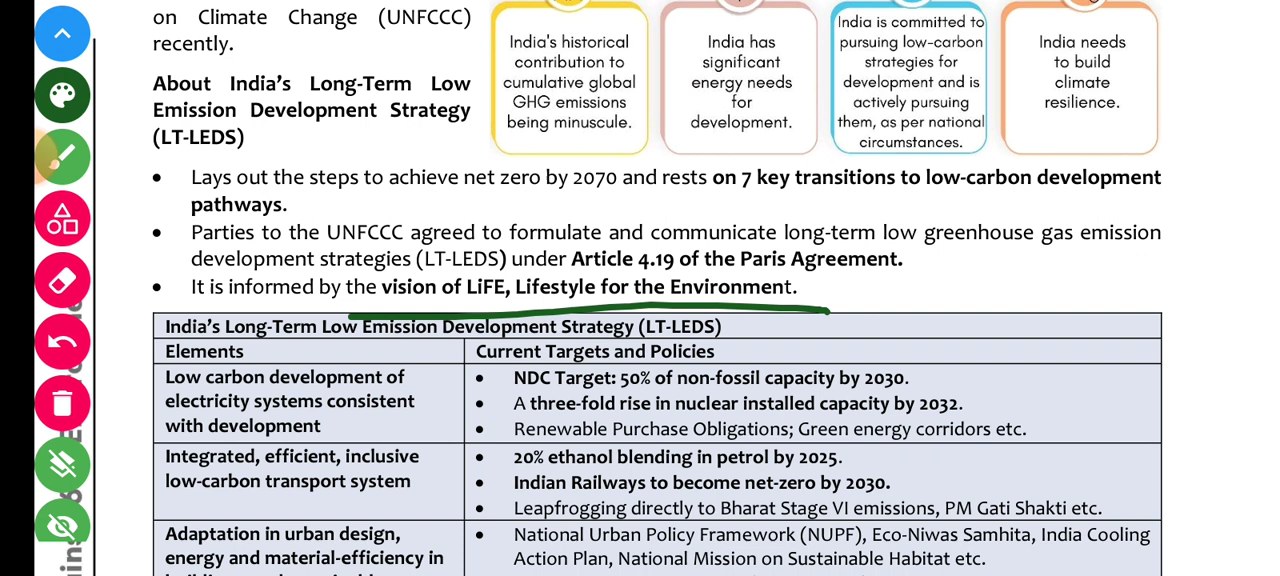 on Climate Change (UNFCCC)
recently.
About India's Long-Term Low
Emission Development Strategy
(LT-LEDS)
India's historical
contribution to
cumulative global
GHG emissions
being minuscule.
India has
significant
energy needs
for
development.
India is committed to
pursuing low-carbon
strategies for
development and is
actively pursuing
them, as per national
circumstances.
India needs
to build
climate
resilience.
• Lays out the steps to achieve net zero by 2070 and rests on 7 key transitions to low-carbon development
pathways.
• Parties to the UNFCCC agreed to formulate and communicate long-term low greenhouse gas emission
development strategies (LT-LEDS) under Article 4.19 of the Paris Agreement.
• It is informed by the vision of LiFE, Lifestyle for the Environment.
India's Long-Term Low Emission Development Strategy (LT-LEDS)
Elements
Current Targets and Policies
Low carbon development of
electricity systems consistent
with development
• NDC Target: 50% of non-fossil capacity by 2030.
• A three-fold rise in nuclear installed capacity by 2032.
• Renewable Purchase Obligations; Green energy corridors etc.
Integrated, efficient, inclusive
low-carbon transport system
• 20% ethanol blending in petrol by 2025.
• Indian Railways to become net-zero by 2030.
• Leapfrogging directly to Bharat Stage VI emissions, PM Gati Shakti etc.
Adaptation in urban design,
energy and material-efficiency in
• National Urban Policy Framework (NUPF), Eco-Niwas Samhita, India Cooling
Action Plan, National Mission on Sustainable Habitat etc.